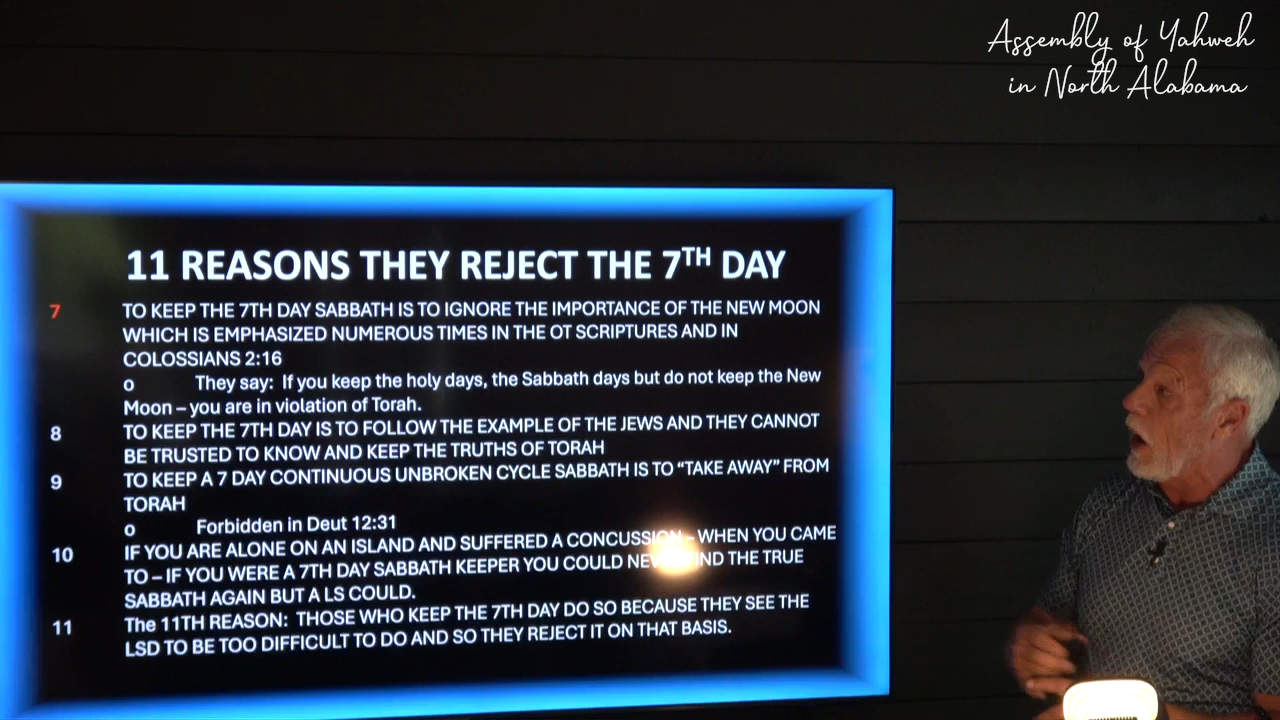 Assembly of Yahweh
in North Alabama
11 REASONS THEY REJECT THE 7TH DAY
7 TO KEEP THE 7TH DAY SABBATH IS TO IGNORE THE IMPORTANCE OF THE NEW MOON
WHICH IS EMPHASIZED NUMEROUS TIMES IN THE OT SCRIPTURES AND IN
COLOSSIANS 2:16
o They say: If you keep the holy days, the Sabbath days but do not keep the New
Moon – you are in violation of Torah.
8 TO KEEP THE 7TH DAY IS TO FOLLOW THE EXAMPLE OF THE JEWS AND THEY CANNOT
BE TRUSTED TO KNOW AND KEEP THE TRUTHS OF TORAH
9 TO KEEP A 7 DAY CONTINUOUS UNBROKEN CYCLE SABBATH IS TO “TAKE AWAY” FROM
TORAH
o Forbidden in Deut 12:31
10 IF YOU ARE ALONE ON AN ISLAND AND SUFFERED A CONCUSSION – WHEN YOU CAME
TO – IF YOU WERE A 7TH DAY SABBATH KEEPER YOU COULD THE TRUE
SABBATH AGAIN BUT A LS COULD.
11 The 11TH REASON: THOSE WHO KEEP THE 7TH DAY DO SO BECAUSE THEY SEE THE
LSD TO BE TOO DIFFICULT TO DO AND SO THEY REJECT IT ON THAT BASIS.